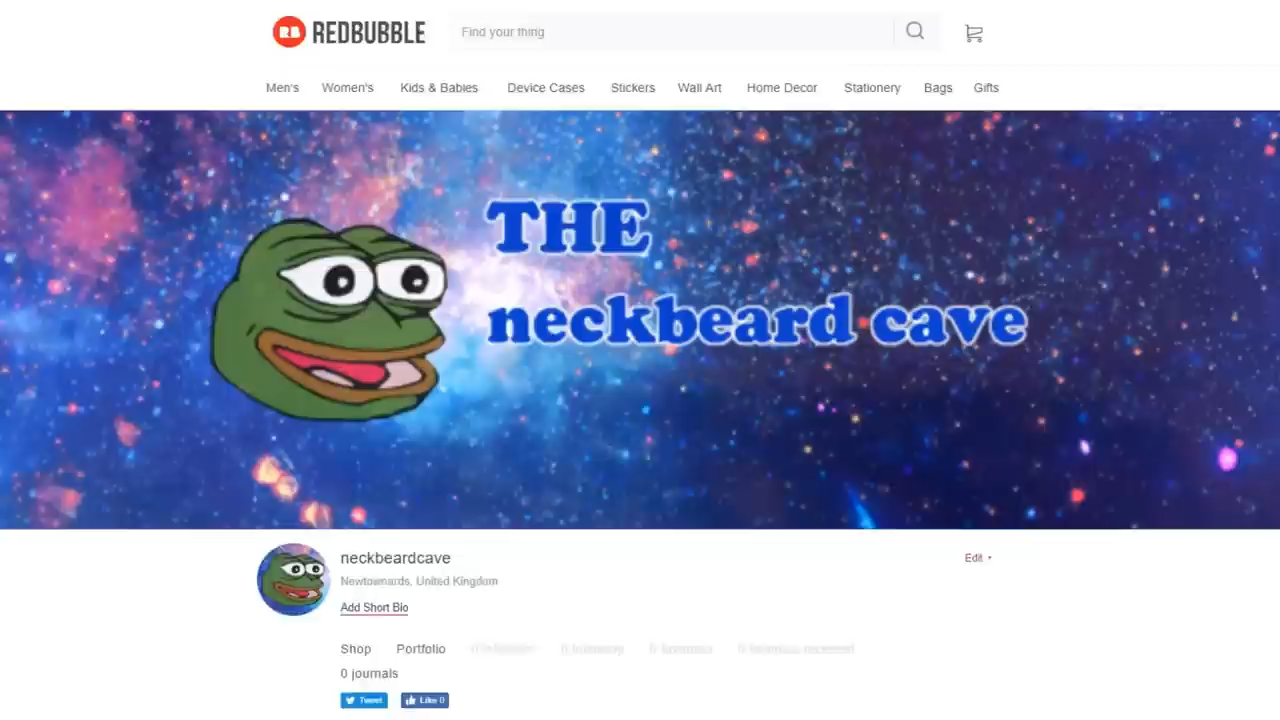 RB REDBUBBLE Find your thing
Men's Women's Kids & Babies Device Cases Stickers Wall Art Home Decor Stationery Bags Gifts
THE
neckbeard cave
neckbeardcave Edit
Newtownards, United Kingdom
Add Short Bio
Shop Portfolio
0 journals
Tweet Like 0